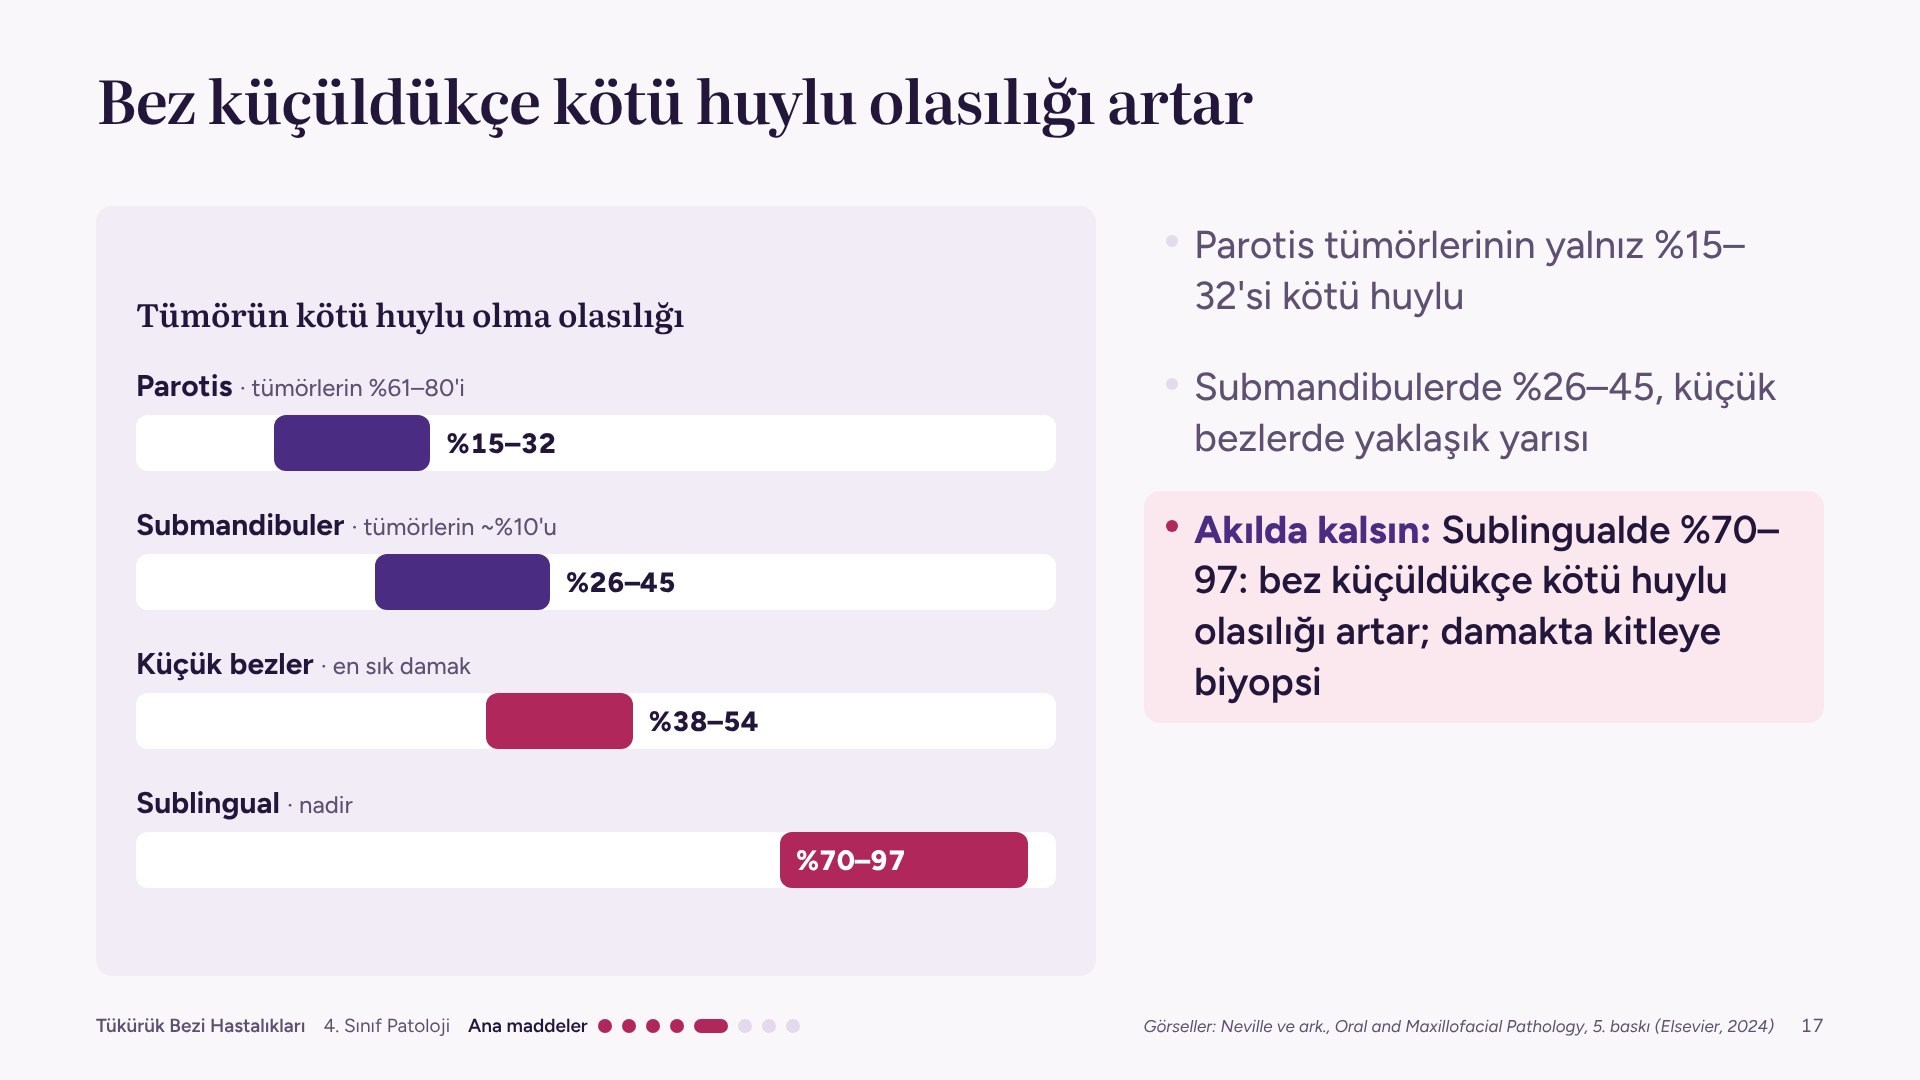 Bez küçüldükçe kötü huylu olasılığı artar
Tümörün kötü huylu olma olasılığı
Parotis · tümörlerin %61–80'i
%15–32
Submandibuler · tümörlerin ~%10'u
%26–45
Küçük bezler · en sık damak
%38–54
Sublingual · nadir
%70–97
Parotis tümörlerinin yalnız %15–
32'si kötü huylu
Submandibulerde %26–45, küçük
bezlerde yaklaşık yarısı
Akılda kalsın: Sublingualde %70–
97: bez küçüldükçe kötü huylu
olasılığı artar; damakta kitleye
biyopsi
Tükürük Bezi Hastalıkları 4. Sınıf Patoloji Ana maddeler
Görseller: Neville ve ark., Oral and Maxillofacial Pathology, 5. baskı (Elsevier, 2024) 17